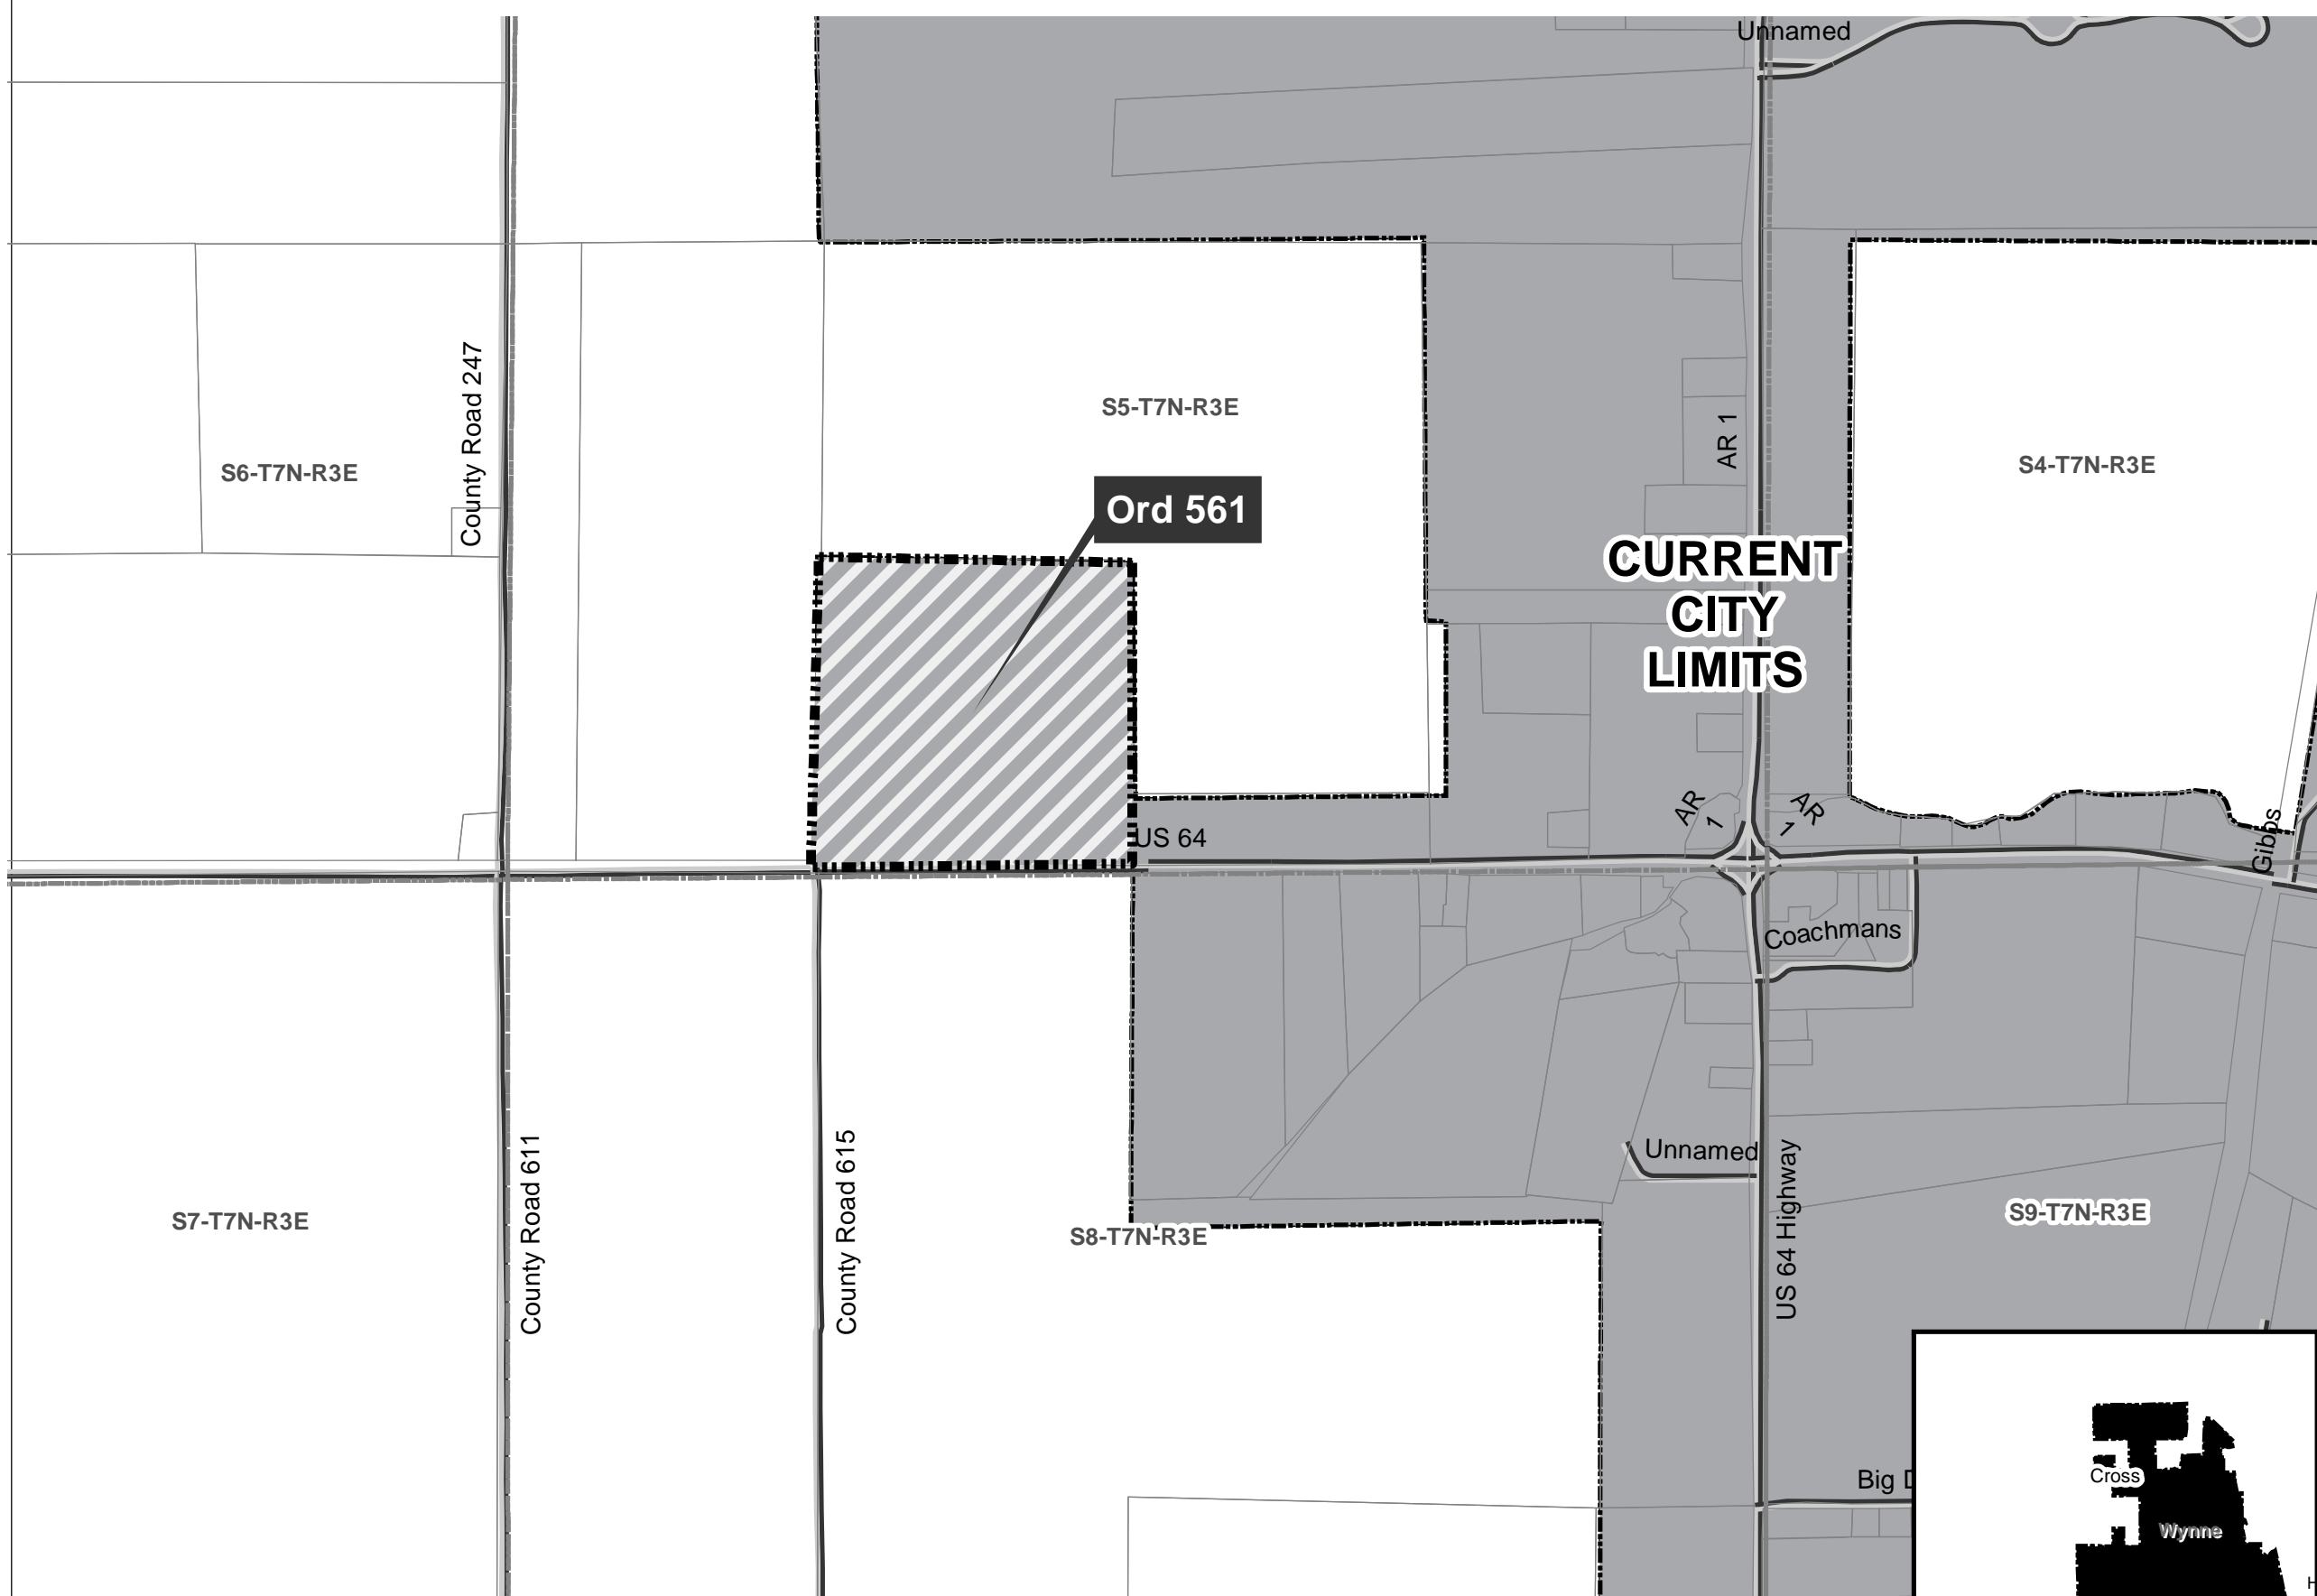 Unnamed
County Road 247
S5-T7N-R3E
AR 1
S6-T7N-R3E
S4-T7N-R3E
Ord 561
CURRENT
CITY
LIMITS
AR
1
AR
1
US 64
Gibbs
Coachmans
County Road 611
County Road 615
Unnamed
US 64 Highway
S7-T7N-R3E
S8-T7N-R3E
S9-T7N-R3E
Big
Cross
Wynne